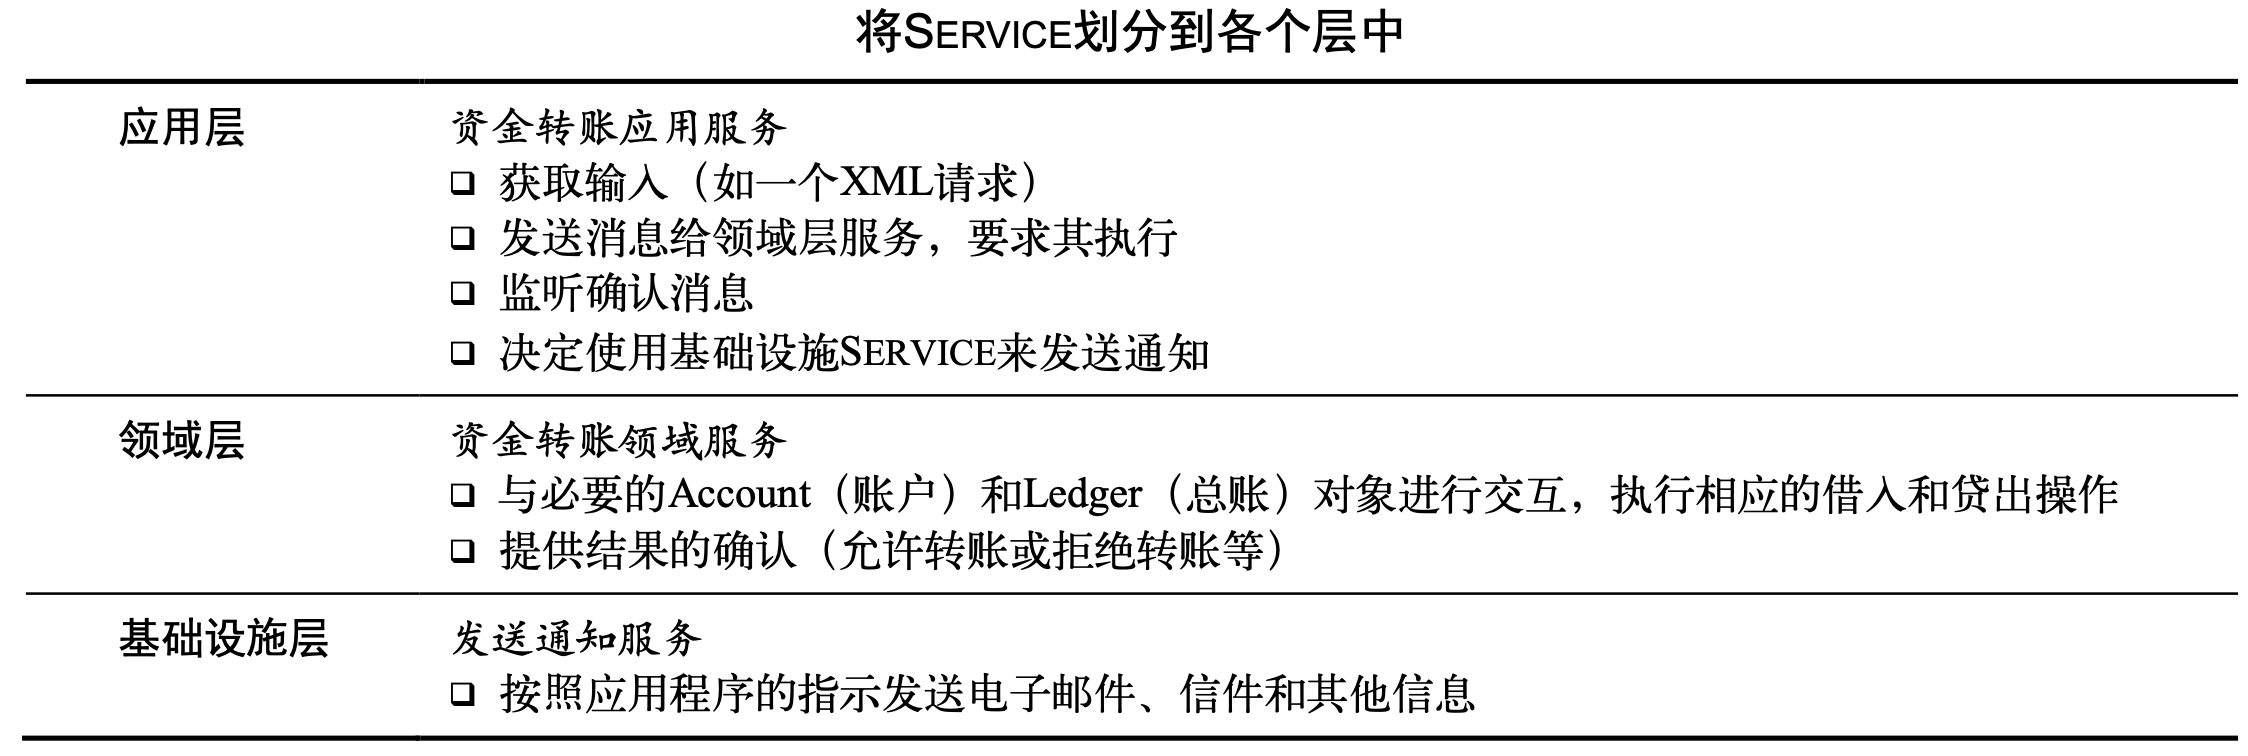 将SERVICE划分到各个层中
应用层 资金转账应用服务
❑ 获取输入（如一个XML请求）
❑ 发送消息给领域层服务，要求其执行
❑ 监听确认消息
❑ 决定使用基础设施SERVICE来发送通知
领域层 资金转账领域服务
❑ 与必要的Account（账户）和Ledger（总账）对象进行交互，执行相应的借入和贷出操作
❑ 提供结果的确认（允许转账或拒绝转账等）
基础设施层 发送通知服务
❑ 按照应用程序的指示发送电子邮件、信件和其他信息